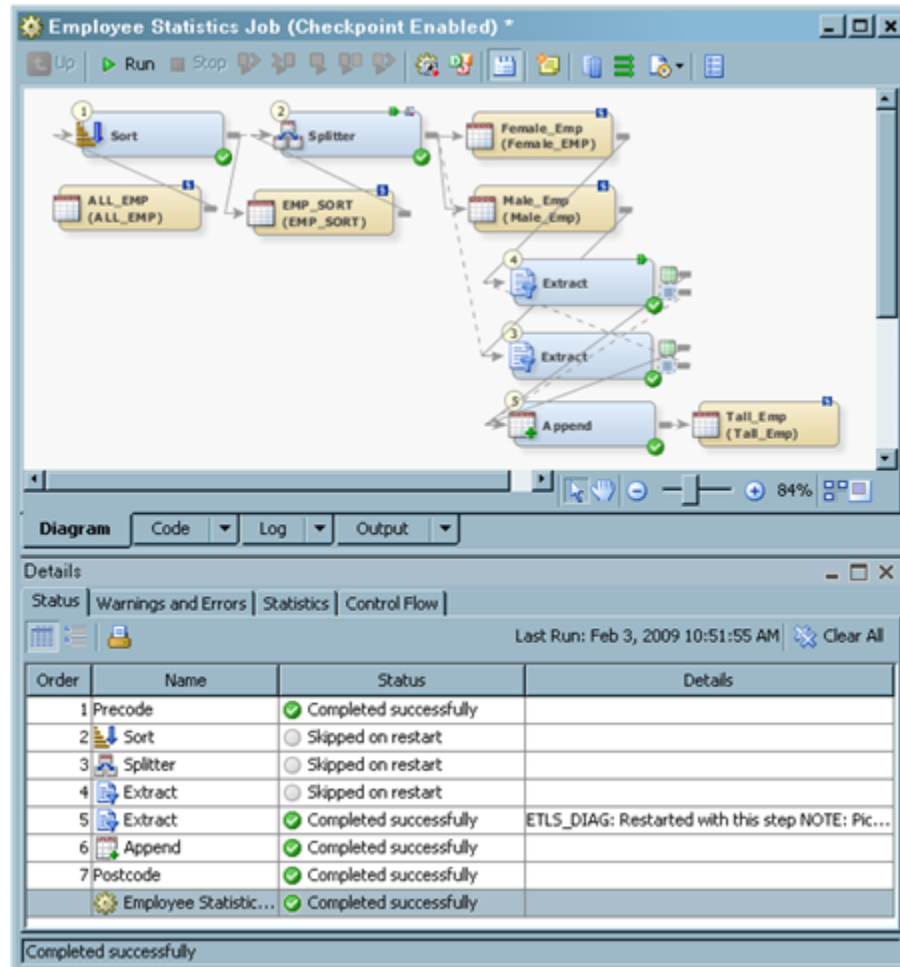 Employee Statistics Job (Checkpoint Enabled) *
Up Run Stop
1
Sort
2
Splitter
Female_Emp
(Female_EMP)
ALL_EMP
(ALL_EMP)
EMP_SORT
(EMP_SORT)
Male_Emp
(Male_Emp)
4
Extract
3
Extract
5
Append
Tall_Emp
(Tall_Emp)
84%
Diagram Code Log Output
Details
Status Warnings and Errors Statistics Control Flow
Last Run: Feb 3, 2009 10:51:55 AM Clear All
Order Name Status Details
1 Precode Completed successfully
2 Sort Skipped on restart
3 Splitter Skipped on restart
4 Extract Skipped on restart
5 Extract Completed successfully ETLS_DIAG: Restarted with this step NOTE: Pic...
6 Append Completed successfully
7 Postcode Completed successfully
Employee Statistic... Completed successfully
Completed successfully